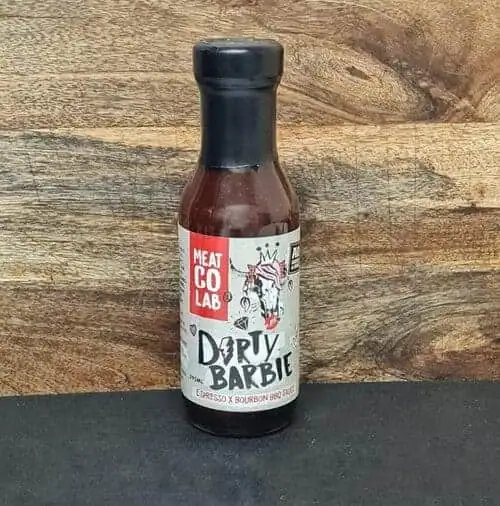 MEAT
CO
LAB
DIRTY
BARBIE
ESPRESSO X BOURBON BBQ SAUCE